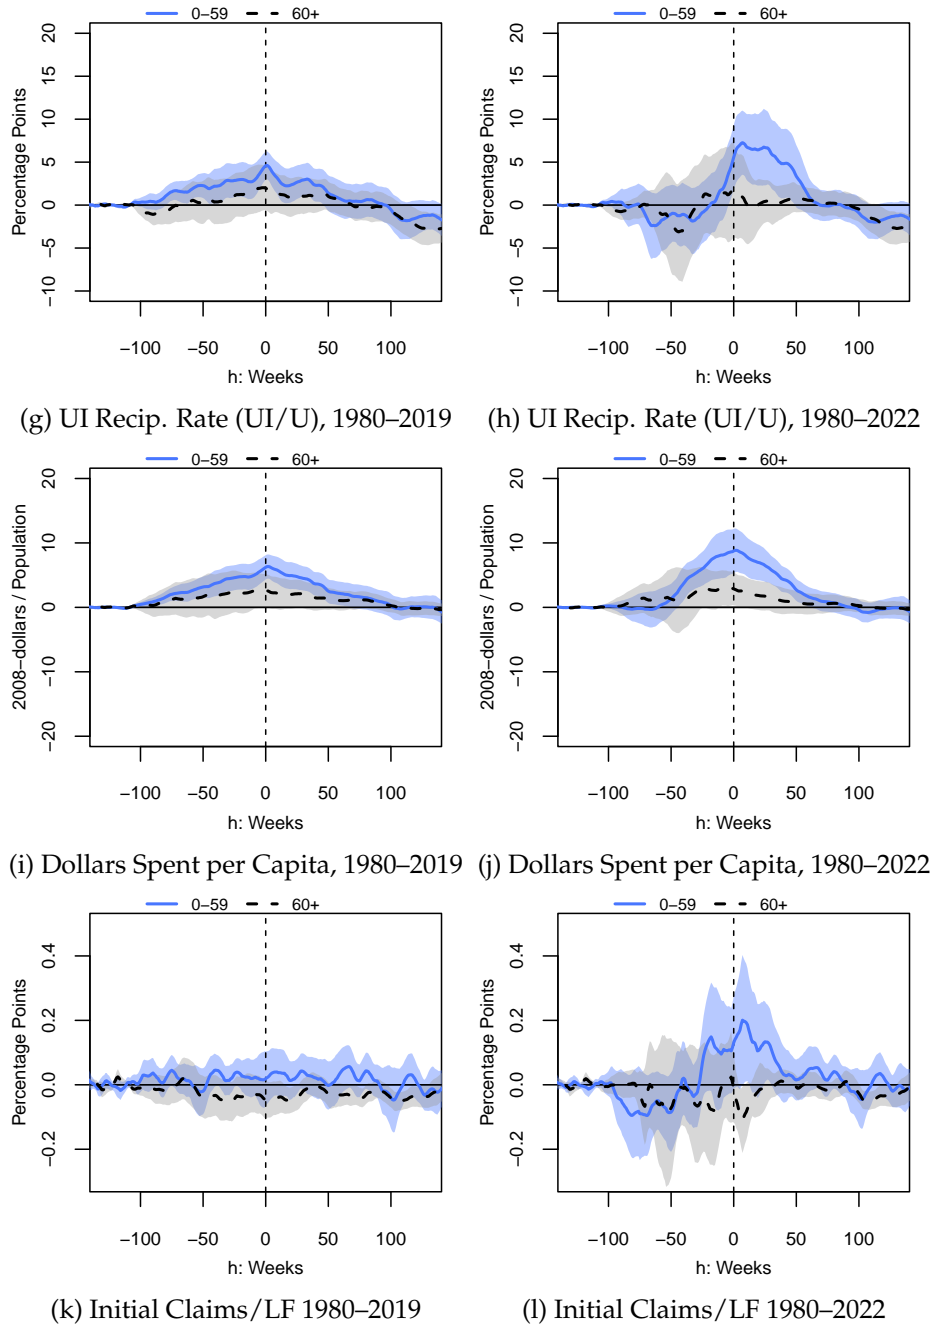 0−59 60+
0−59 60+
Percentage Points
20
15
10
5
0
−5
−10
−100 −50 0 50 100
h: Weeks
Percentage Points
20
15
10
5
0
−5
−10
−100 −50 0 50 100
h: Weeks
(g) UI Recip. Rate (UI/U), 1980–2019
(h) UI Recip. Rate (UI/U), 1980–2022
0−59 60+
0−59 60+
2008−dollars / Population
20
10
0
−10
−20
−100 −50 0 50 100
h: Weeks
2008−dollars / Population
20
10
0
−10
−20
−100 −50 0 50 100
h: Weeks
(i) Dollars Spent per Capita, 1980–2019
(j) Dollars Spent per Capita, 1980–2022
0−59 60+
0−59 60+
Percentage Points
0.4
0.2
0.0
−0.2
−100 −50 0 50 100
h: Weeks
Percentage Points
0.4
0.2
0.0
−0.2
−100 −50 0 50 100
h: Weeks
(k) Initial Claims/LF 1980–2019
(l) Initial Claims/LF 1980–2022